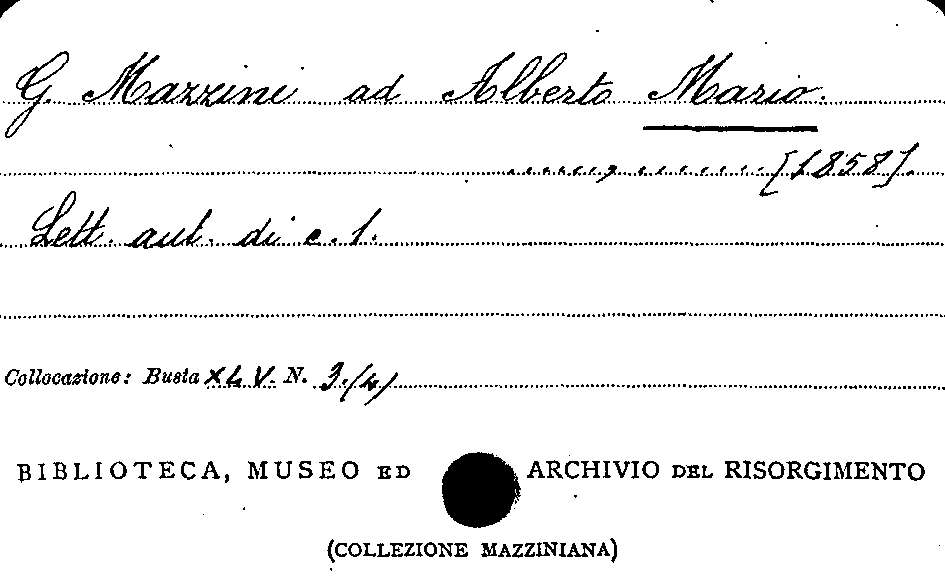 G. Mazzini ad Alberto Mario.
........, ........ [1858].
Lett. aut. di c. 1.
Collocazione: Busta XLV. N. 3./4/
BIBLIOTECA, MUSEO ED ARCHIVIO DEL RISORGIMENTO
(COLLEZIONE MAZZINIANA)